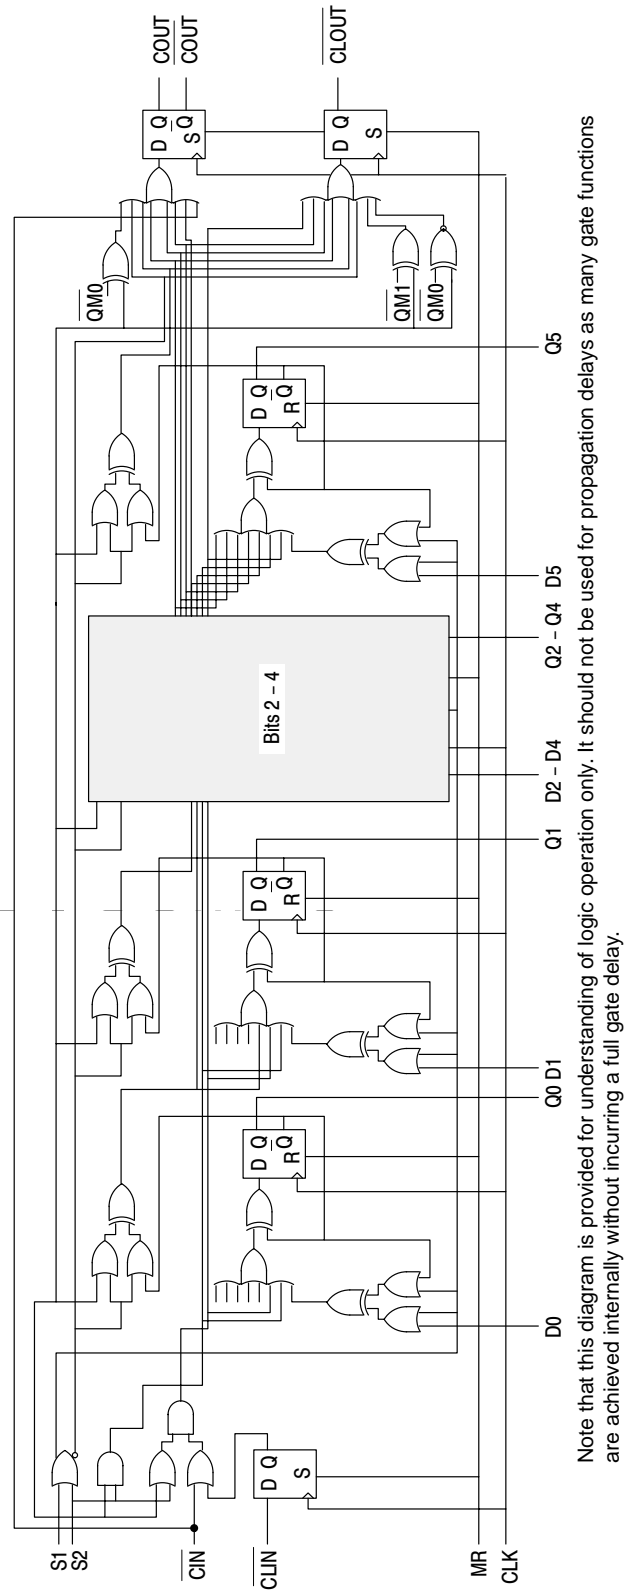 S1
S2
CIN
CLIN
MR
CLK
D Q
S
D0
Q0
D Q
Q
R
D1
Q1
D Q
Q
R
Bits 2 – 4
D2 – D4
Q2 – Q4
D5
Q5
D Q
Q
R
QM0
QM1
QM0
D Q
Q
S
D Q
S
COUT
COUT
CLOUT
Note that this diagram is provided for understanding of logic operation only. It should not be used for propagation delays as many gate functions
are achieved internally without incurring a full gate delay.